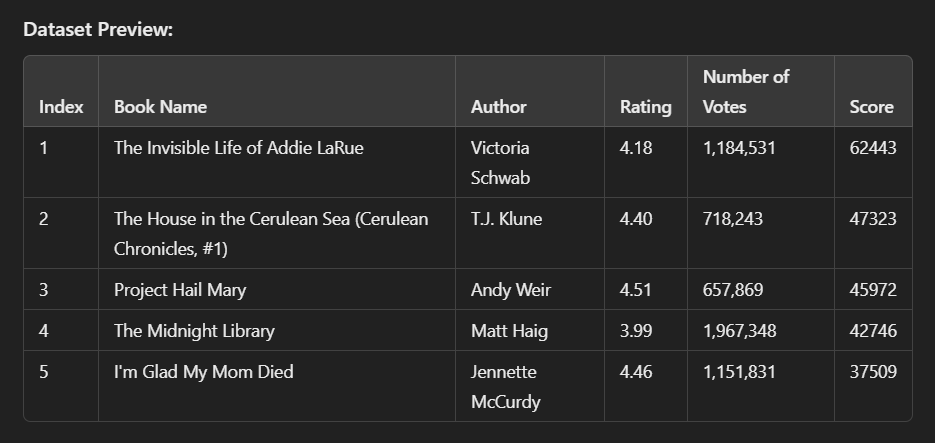 Dataset Preview:
Index Book Name Author Rating Number of Votes Score
1 The Invisible Life of Addie LaRue Victoria Schwab 4.18 1,184,531 62443
2 The House in the Cerulean Sea (Cerulean Chronicles, #1) T.J. Klune 4.40 718,243 47323
3 Project Hail Mary Andy Weir 4.51 657,869 45972
4 The Midnight Library Matt Haig 3.99 1,967,348 42746
5 I'm Glad My Mom Died Jennette McCurdy 4.46 1,151,831 37509